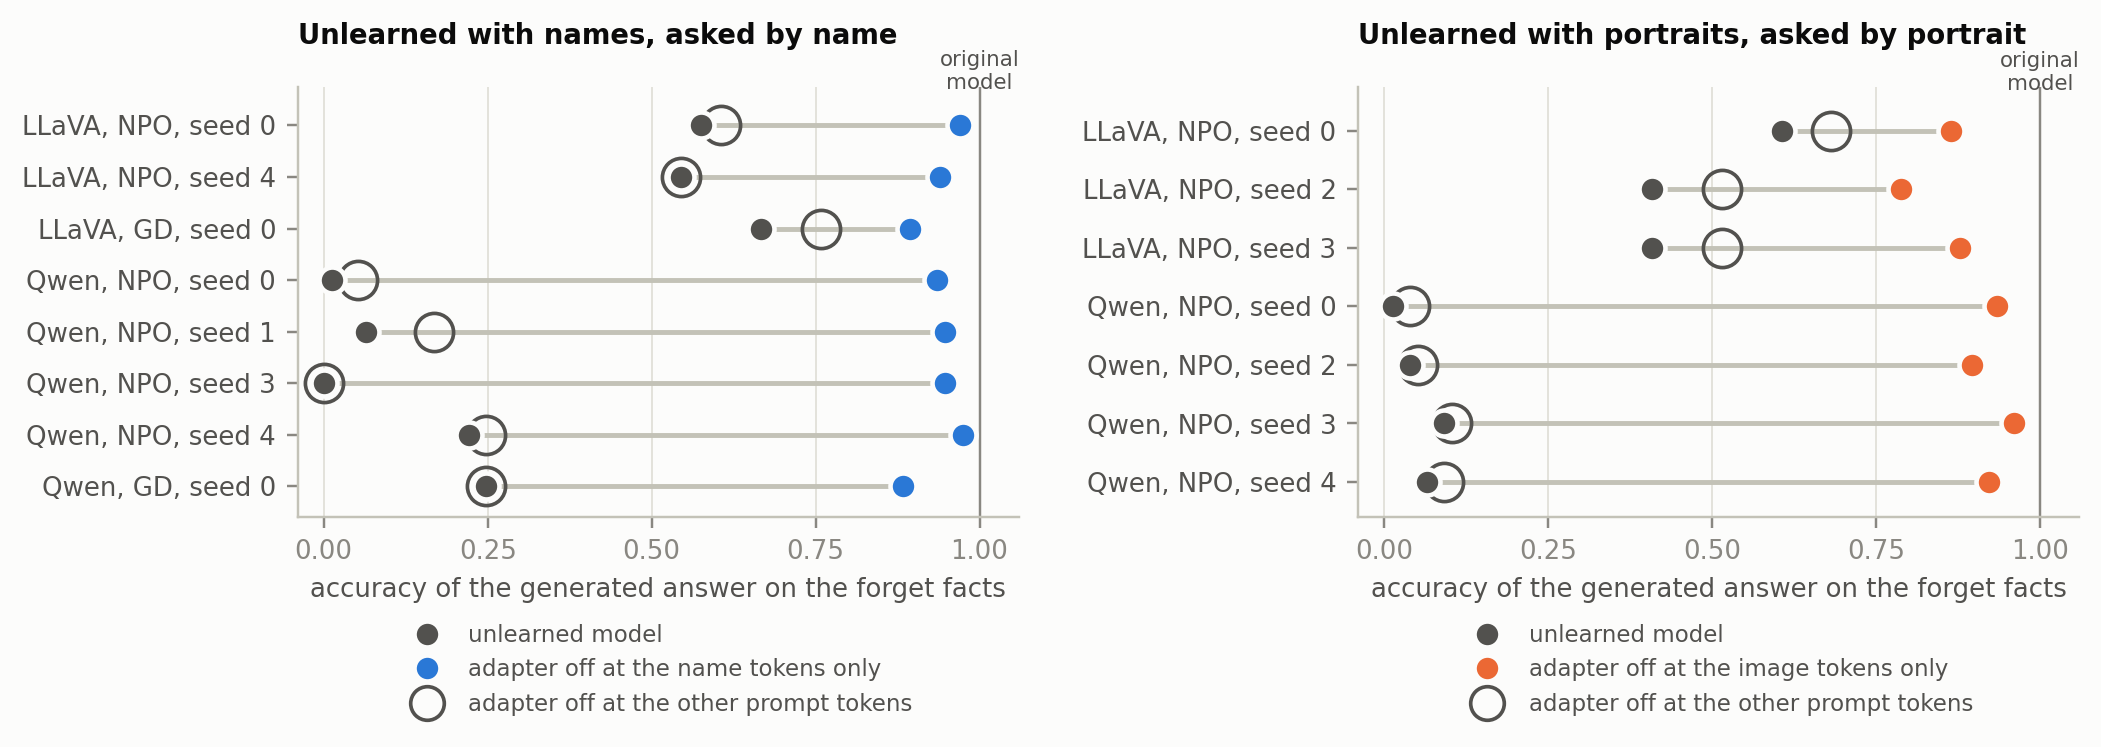 Unlearned with names, asked by name
original
model
LLaVA, NPO, seed 0
LLaVA, NPO, seed 4
LLaVA, GD, seed 0
Qwen, NPO, seed 0
Qwen, NPO, seed 1
Qwen, NPO, seed 3
Qwen, NPO, seed 4
Qwen, GD, seed 0
0.00 0.25 0.50 0.75 1.00
accuracy of the generated answer on the forget facts
unlearned model
adapter off at the name tokens only
adapter off at the other prompt tokens
Unlearned with portraits, asked by portrait
original
model
LLaVA, NPO, seed 0
LLaVA, NPO, seed 2
LLaVA, NPO, seed 3
Qwen, NPO, seed 0
Qwen, NPO, seed 2
Qwen, NPO, seed 3
Qwen, NPO, seed 4
0.00 0.25 0.50 0.75 1.00
accuracy of the generated answer on the forget facts
unlearned model
adapter off at the image tokens only
adapter off at the other prompt tokens